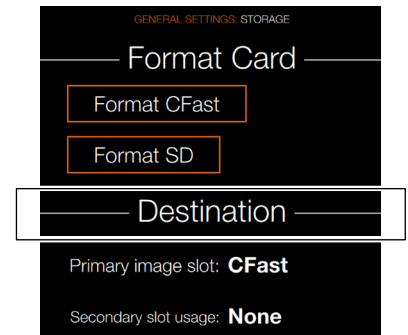 GENERAL SETTINGS: STORAGE
Format Card
Format CFast
Format SD
Destination
Primary image slot: CFast
Secondary slot usage: None